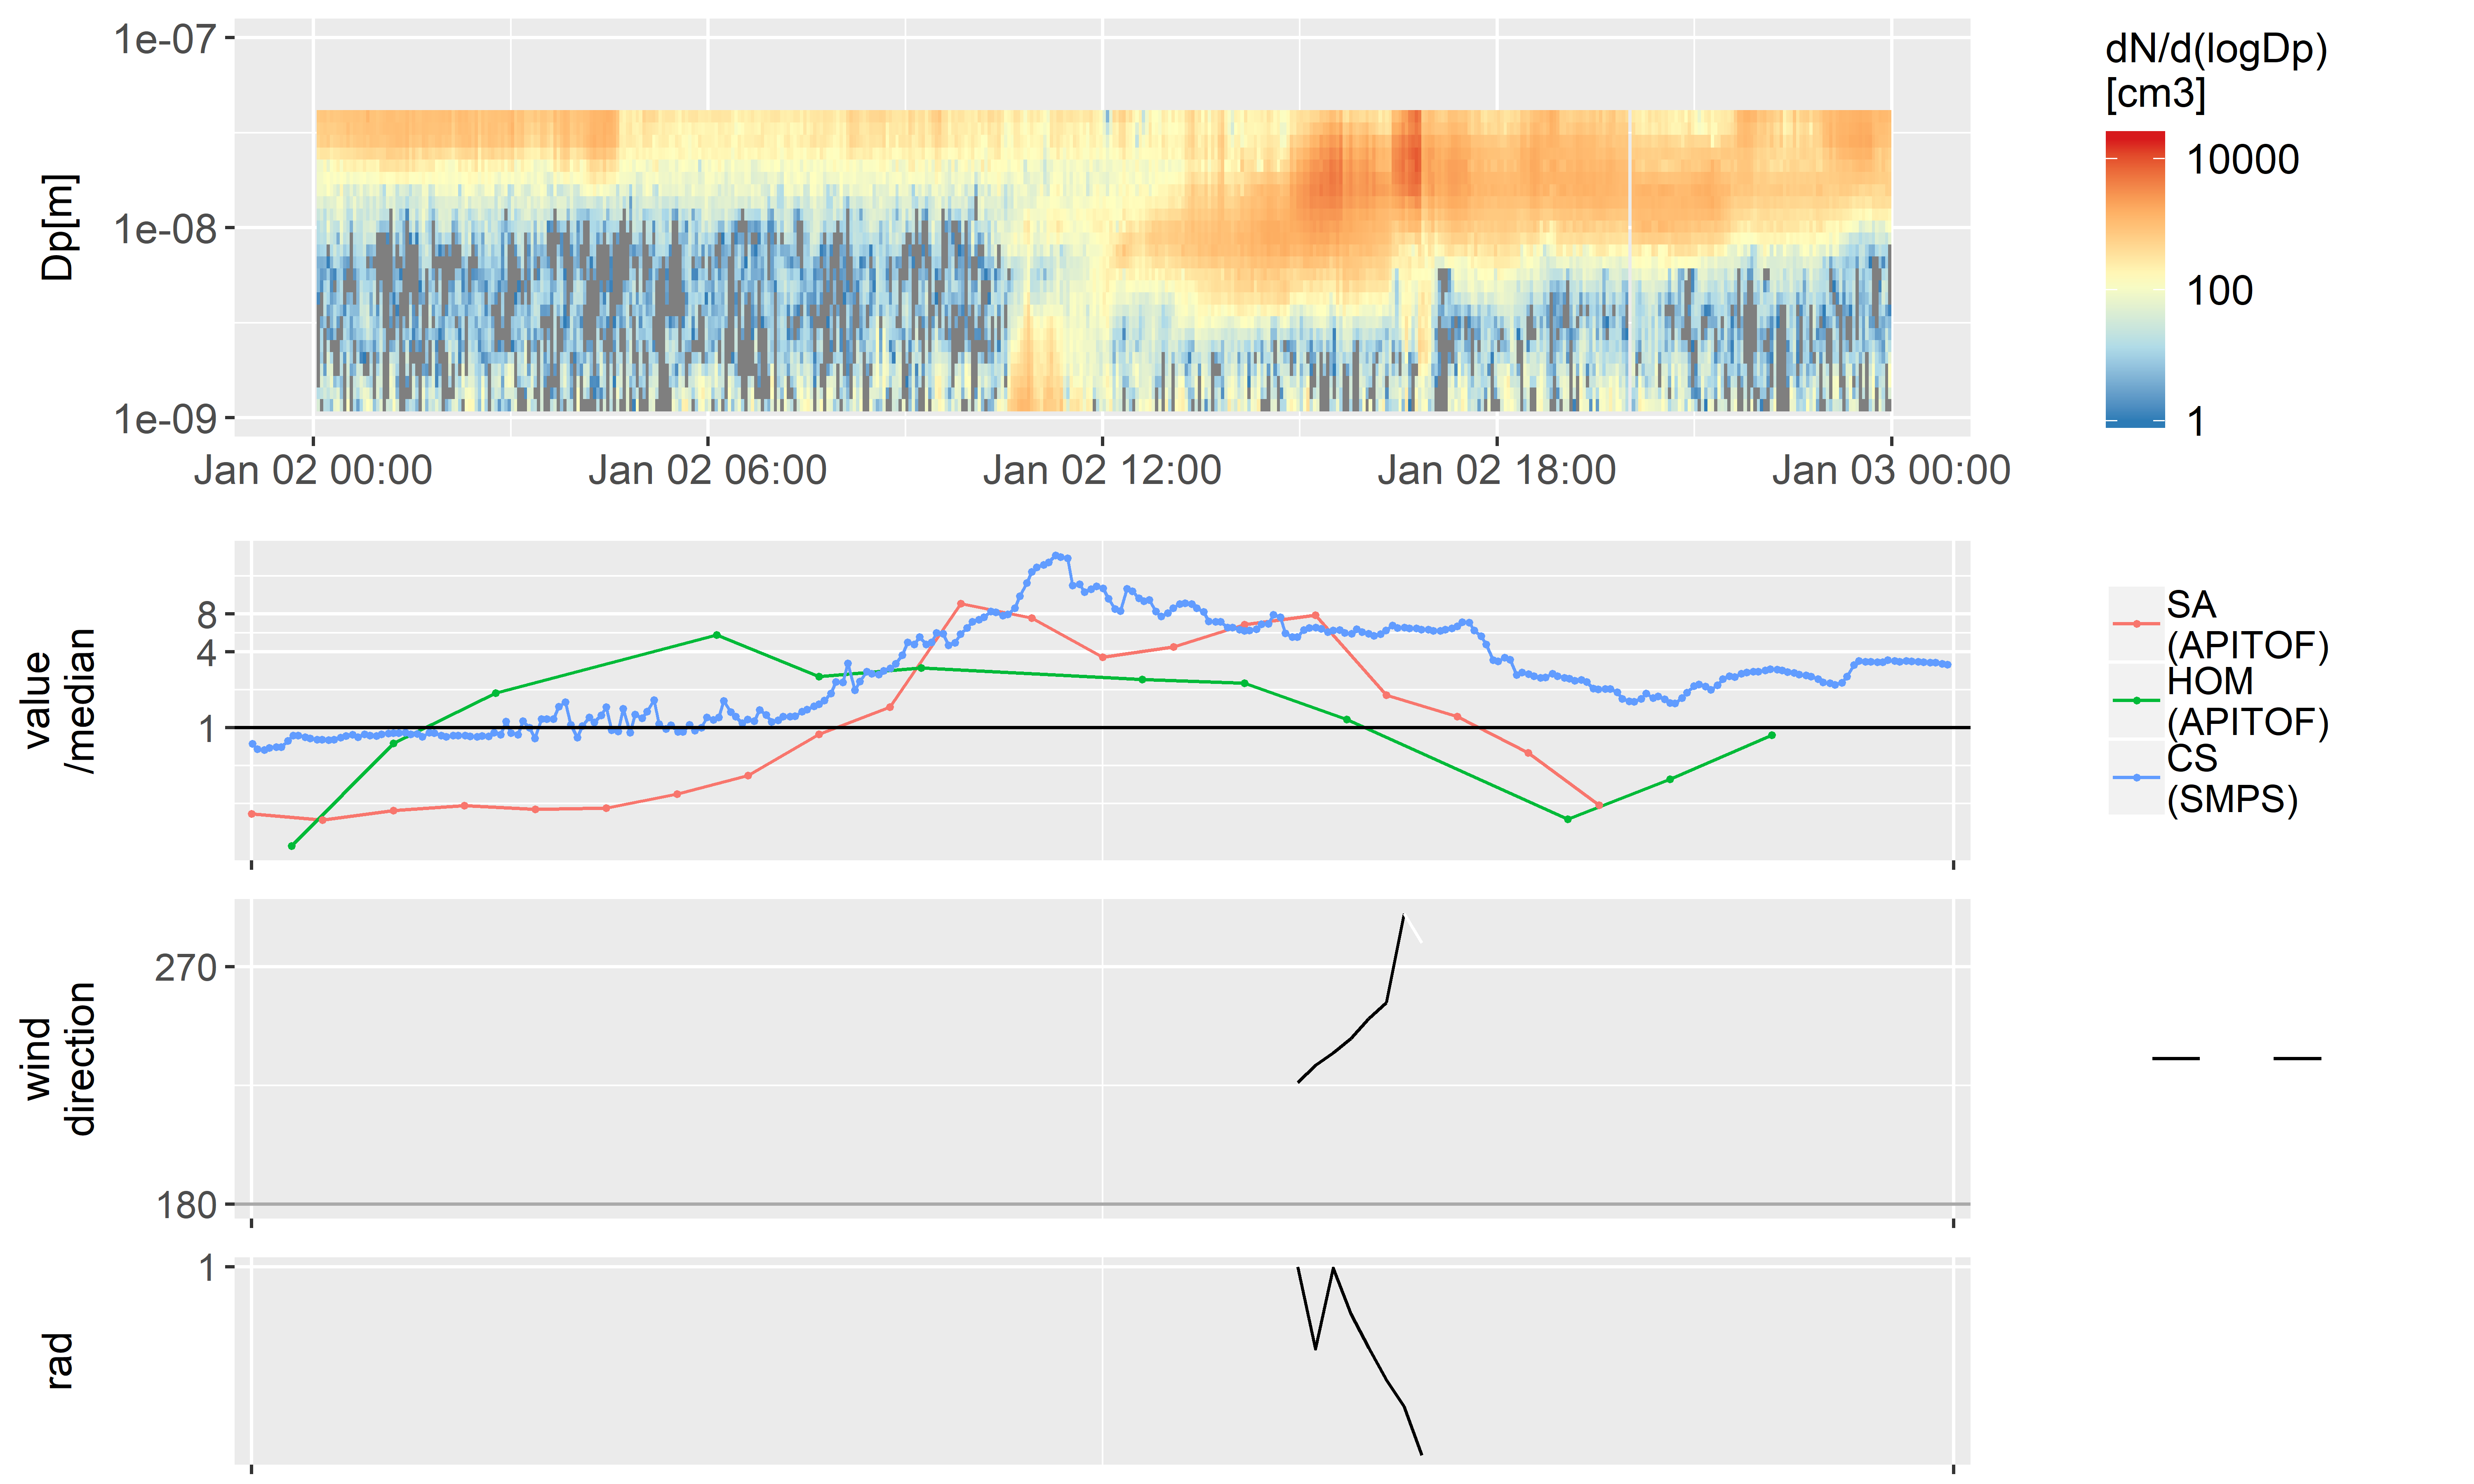 1e-07
1e-08
1e-09
Dp[m]
Jan 02 00:00
Jan 02 06:00
Jan 02 12:00
Jan 02 18:00
Jan 03 00:00
dN/d(logDp)
[cm3]
10000
100
1
8
4
1
value
/median
SA
(APITOF)
HOM
(APITOF)
CS
(SMPS)
270
180
wind
direction
1
rad